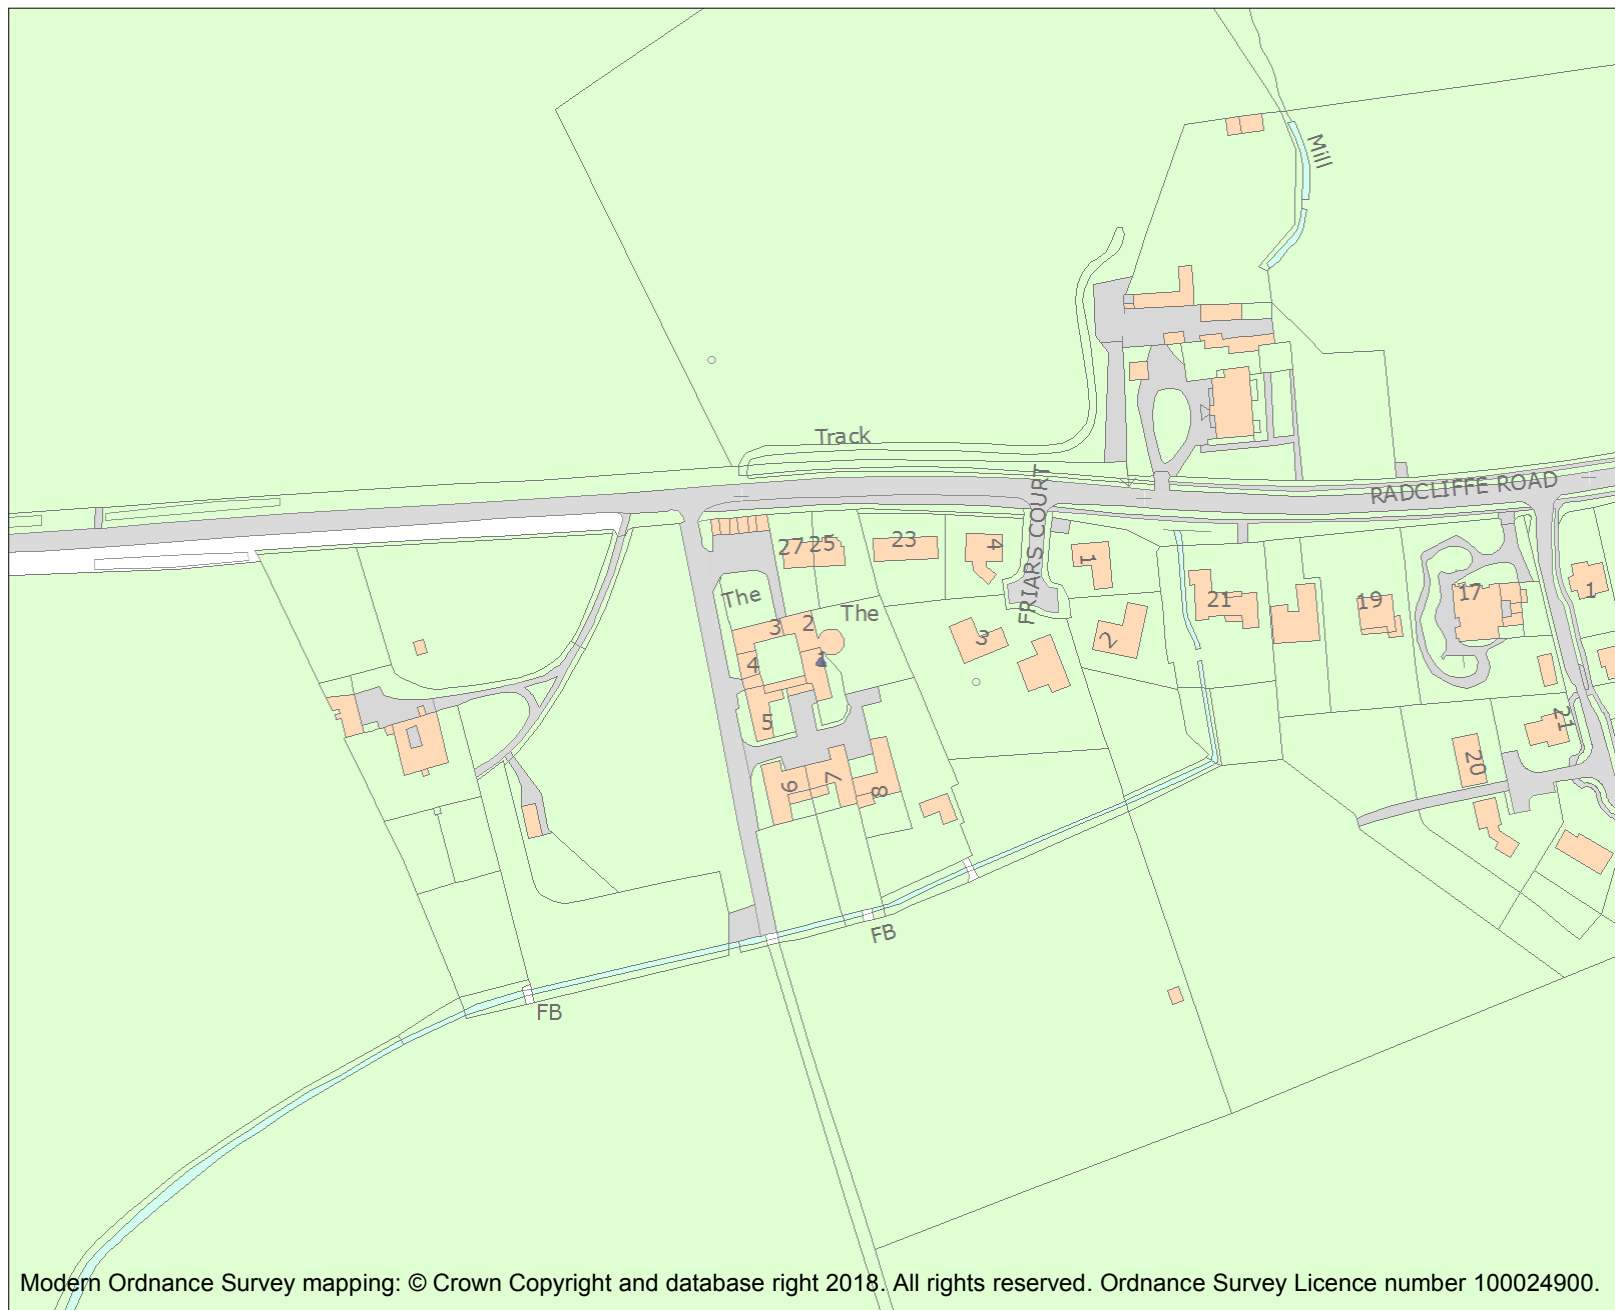 Mill
Track
FRIARS COURT
RADCLIFFE ROAD
27
25
23
4
1
21
19
17
1
The
The
3
2
3
2
4
1
5
6
7
8
20
21
FB
FB
Modern Ordnance Survey mapping: © Crown Copyright and database right 2018. All rights reserved. Ordnance Survey Licence number 100024900.